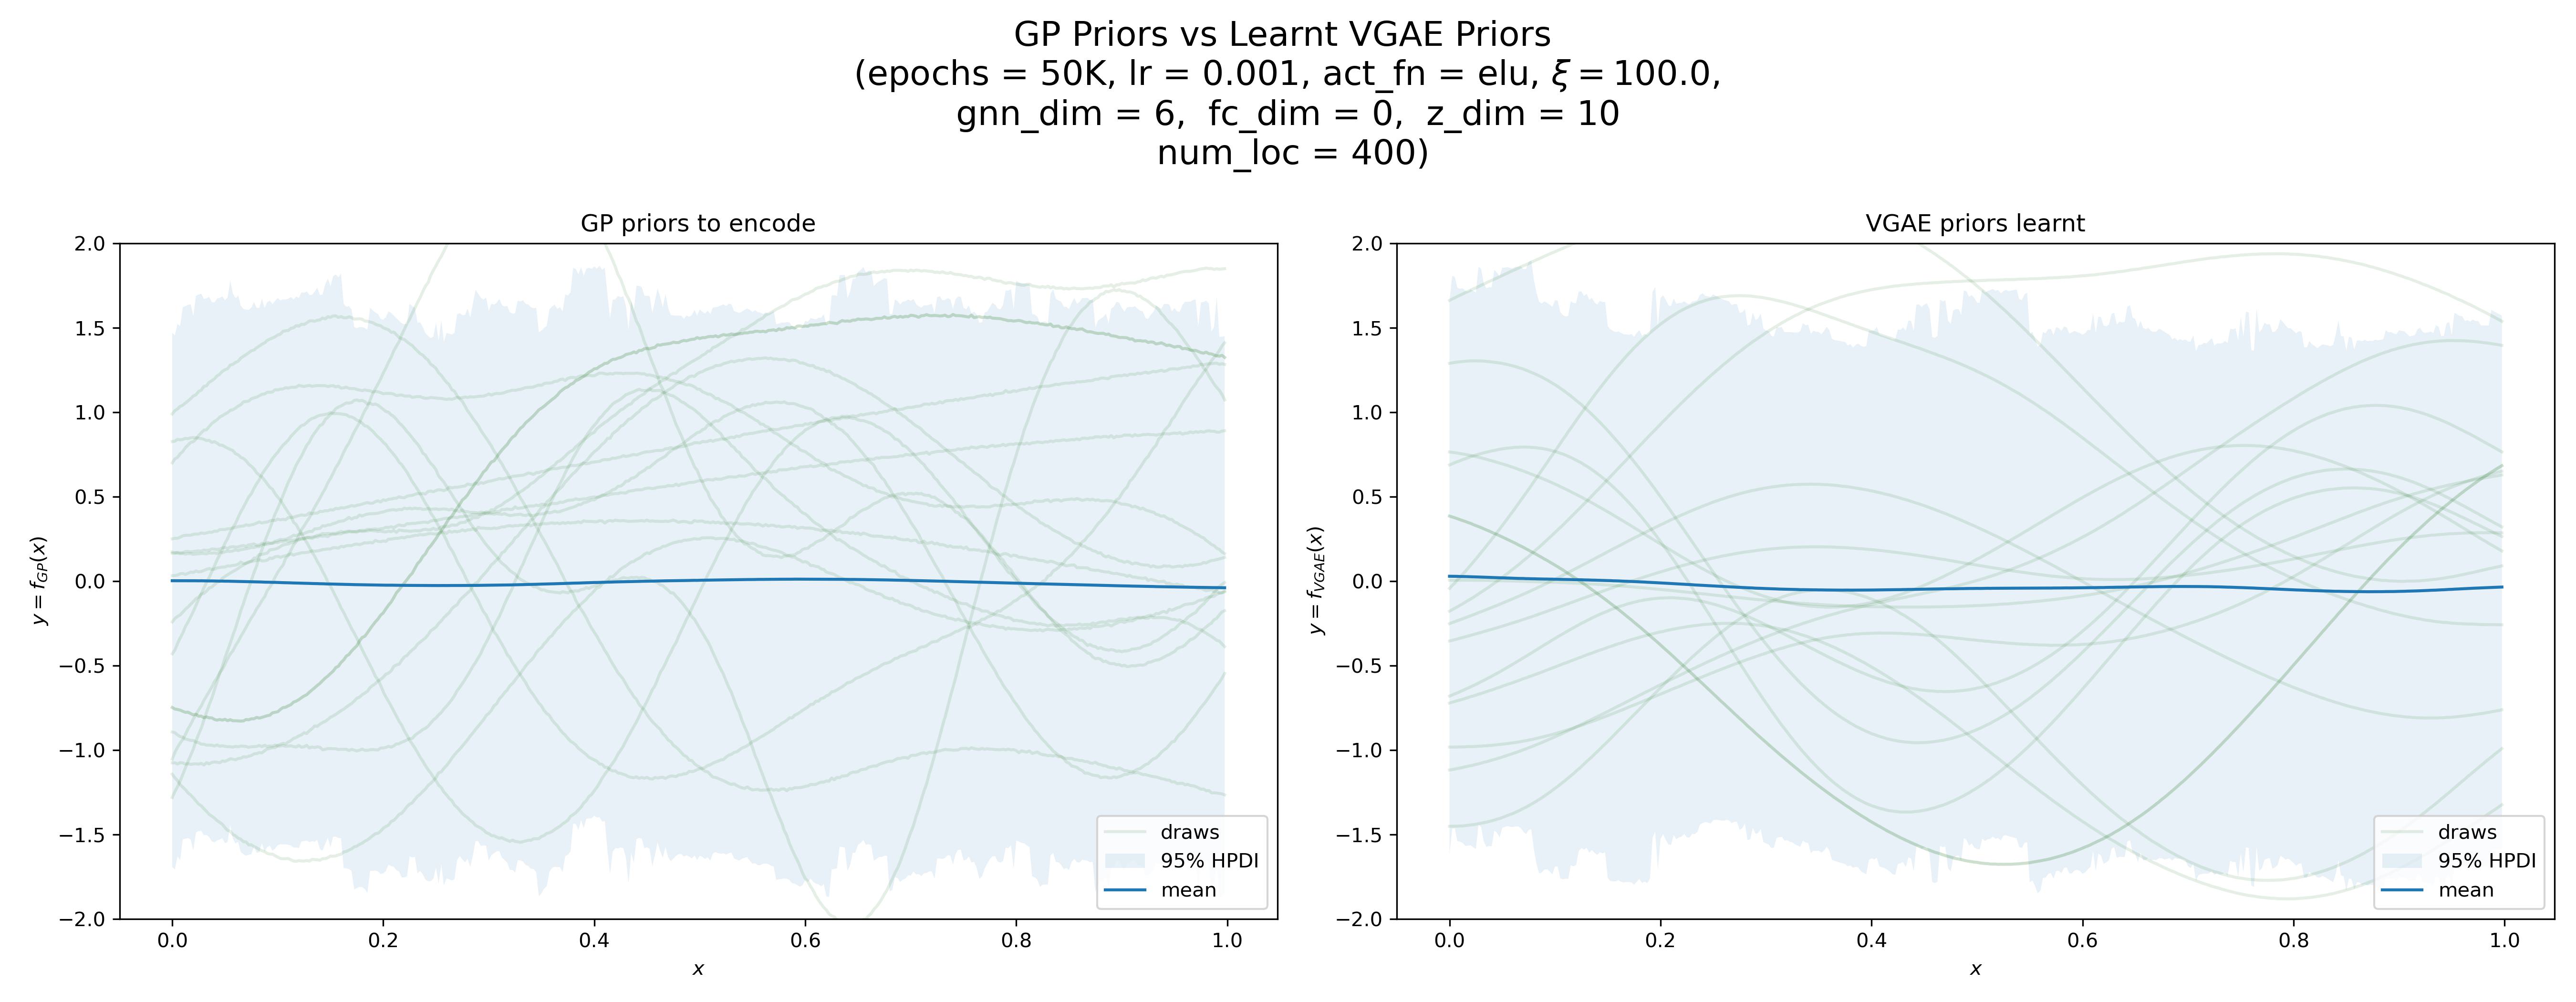 GP Priors vs Learnt VGAE Priors
(epochs = 50K, lr = 0.001, act_fn = elu, ξ = 100.0,
gnn_dim = 6,  fc_dim = 0,  z_dim = 10
num_loc = 400)
GP priors to encode
2.0
1.5
1.0
0.5
0.0
−0.5
−1.0
−1.5
−2.0
y = f_GP(x)
0.0 0.2 0.4 0.6 0.8 1.0
x
draws
95% HPDI
mean
VGAE priors learnt
2.0
1.5
1.0
0.5
0.0
−0.5
−1.0
−1.5
−2.0
y = f_VGAE(x)
0.0 0.2 0.4 0.6 0.8 1.0
x
draws
95% HPDI
mean